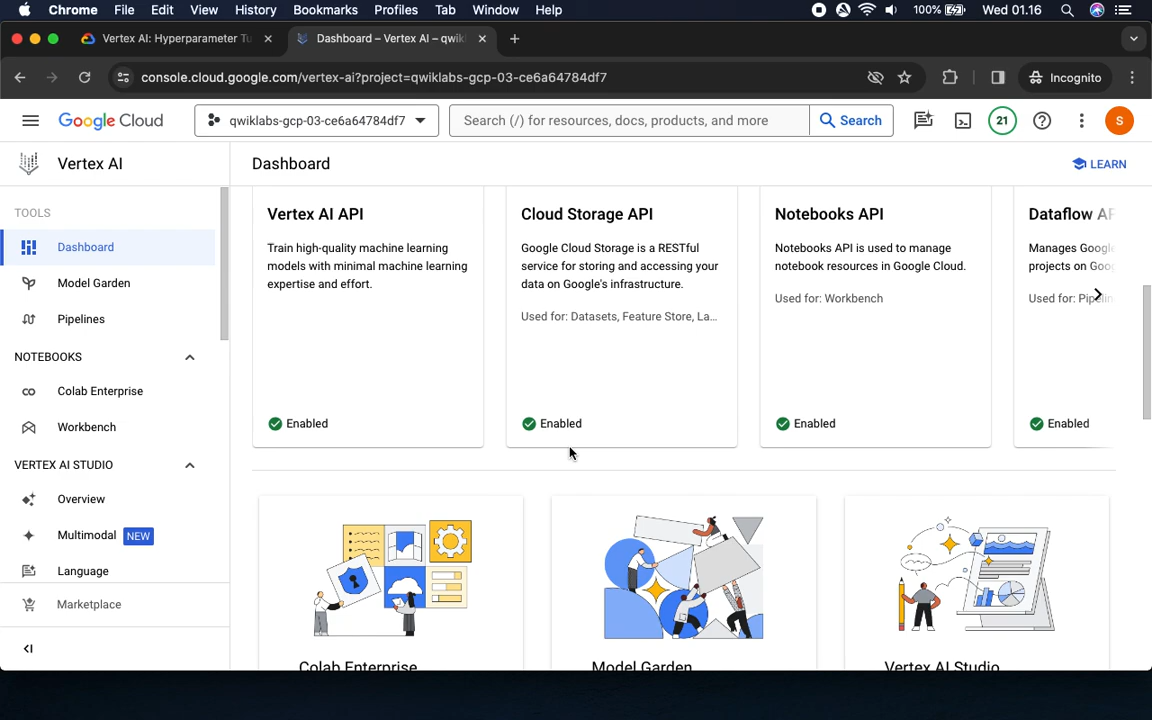 Chrome File Edit View History Bookmarks Profiles Tab Window Help 100% Wed 01.16
Vertex AI: Hyperparameter Tu Dashboard – Vertex AI – qwik
console.cloud.google.com/vertex-ai?project=qwiklabs-gcp-03-ce6a64784df7 Incognito
Google Cloud qwiklabs-gcp-03-ce6a64784df7 Search (/) for resources, docs, products, and more Search 21 S
Vertex AI Dashboard LEARN
TOOLS
Dashboard
Model Garden
Pipelines
NOTEBOOKS
Colab Enterprise
Workbench
VERTEX AI STUDIO
Overview
Multimodal NEW
Language
Marketplace
Vertex AI API
Train high-quality machine learning
models with minimal machine learning
expertise and effort.
Enabled
Cloud Storage API
Google Cloud Storage is a RESTful
service for storing and accessing your
data on Google's infrastructure.
Used for: Datasets, Feature Store, La...
Enabled
Notebooks API
Notebooks API is used to manage
notebook resources in Google Cloud.
Used for: Workbench
Enabled
Dataflow AP
Manages Google
projects on Goo
Used for: Pipelin
Enabled
Colab Enterprise
Model Garden
Vertex AI Studio